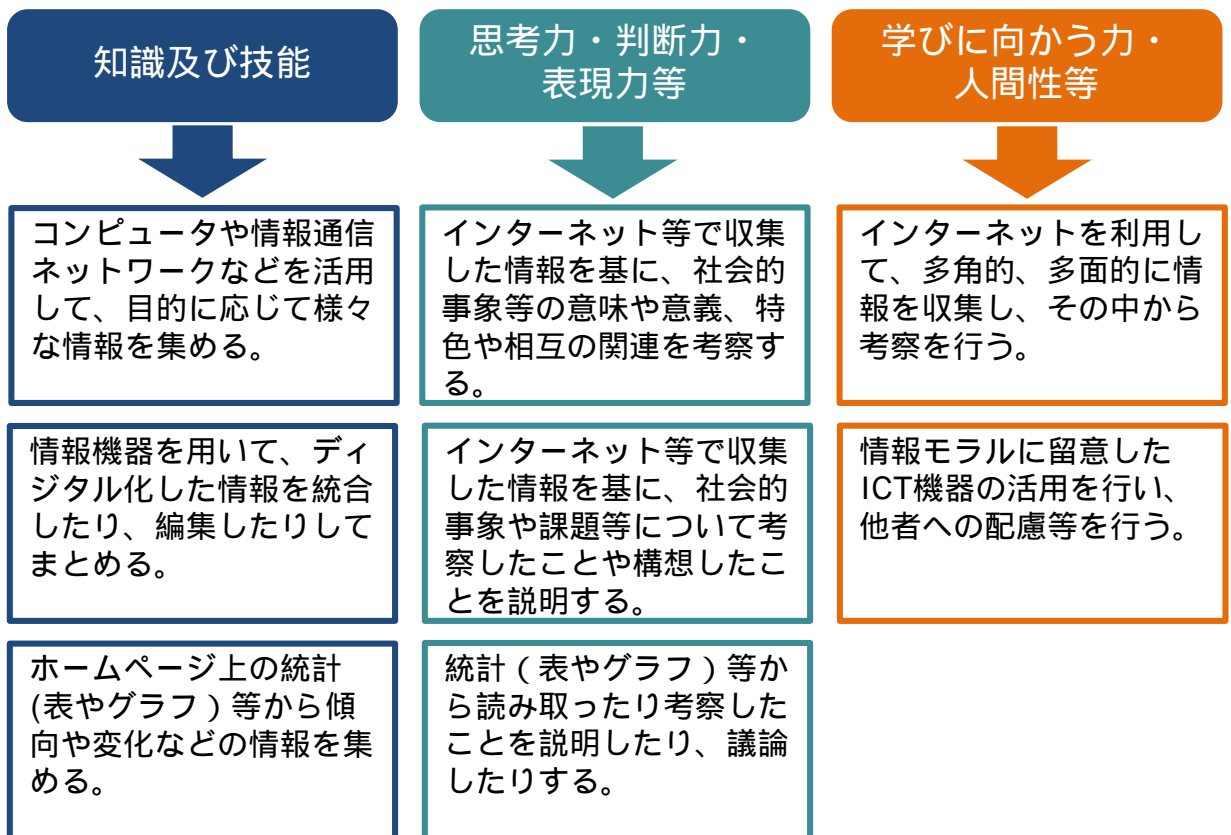 知識及び技能
コンピュータや情報通信
ネットワークなどを活用
して、目的に応じて様々
な情報を集める。
情報機器を用いて、ディ
ジタル化した情報を統合
したり、編集したりして
まとめる。
ホームページ上の統計
(表やグラフ）等から傾
向や変化などの情報を集
める。
思考力・判断力・
表現力等
インターネット等で収集
した情報を基に、社会的
事象等の意味や意義、特
色や相互の関連を考察す
る。
インターネット等で収集
した情報を基に、社会的
事象や課題等について考
察したことや構想したこ
とを説明する。
統計（表やグラフ）等か
ら読み取ったり考察した
ことを説明したり、議論
したりする。
学びに向かう力・
人間性等
インターネットを利用し
て、多角的、多面的に情
報を収集し、その中から
考察を行う。
情報モラルに留意した
ICT機器の活用を行い、
他者への配慮等を行う。